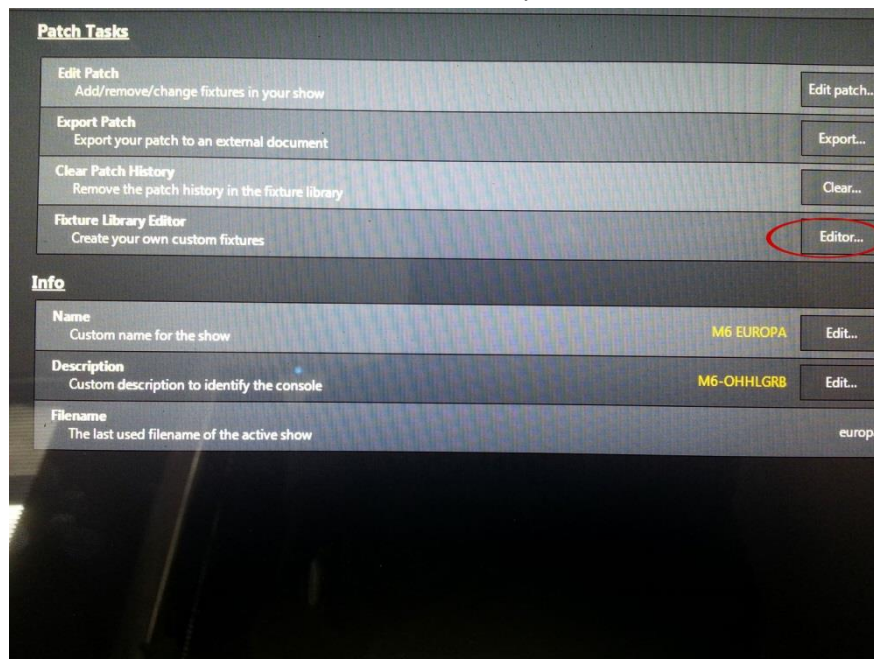 Patch Tasks
Edit Patch
Add/remove/change fixtures in your show
Edit patch...
Export Patch
Export your patch to an external document
Export...
Clear Patch History
Remove the patch history in the fixture library
Clear...
Fixture Library Editor
Create your own custom fixtures
Editor...
Info
Name
Custom name for the show
M6 EUROPA
Edit...
Description
Custom description to identify the console
M6-OHHLGRB
Edit...
Filename
The last used filename of the active show
europ